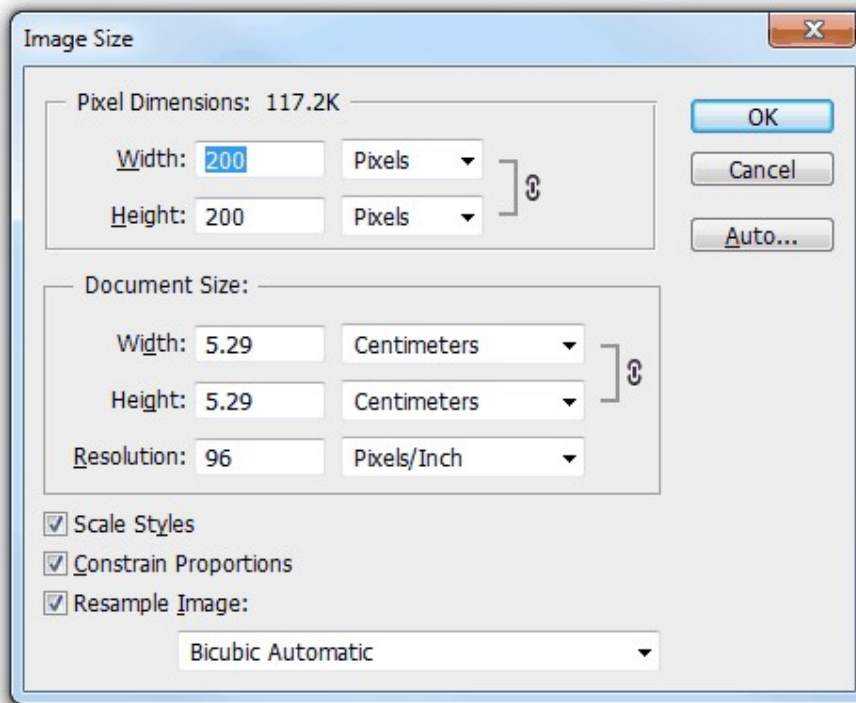 Image Size
Pixel Dimensions: 117.2K
OK
Width: 200 Pixels
Cancel
Height: 200 Pixels
Auto...
Document Size:
Width: 5.29 Centimeters
Height: 5.29 Centimeters
Resolution: 96 Pixels/Inch
Scale Styles
Constrain Proportions
Resample Image:
Bicubic Automatic